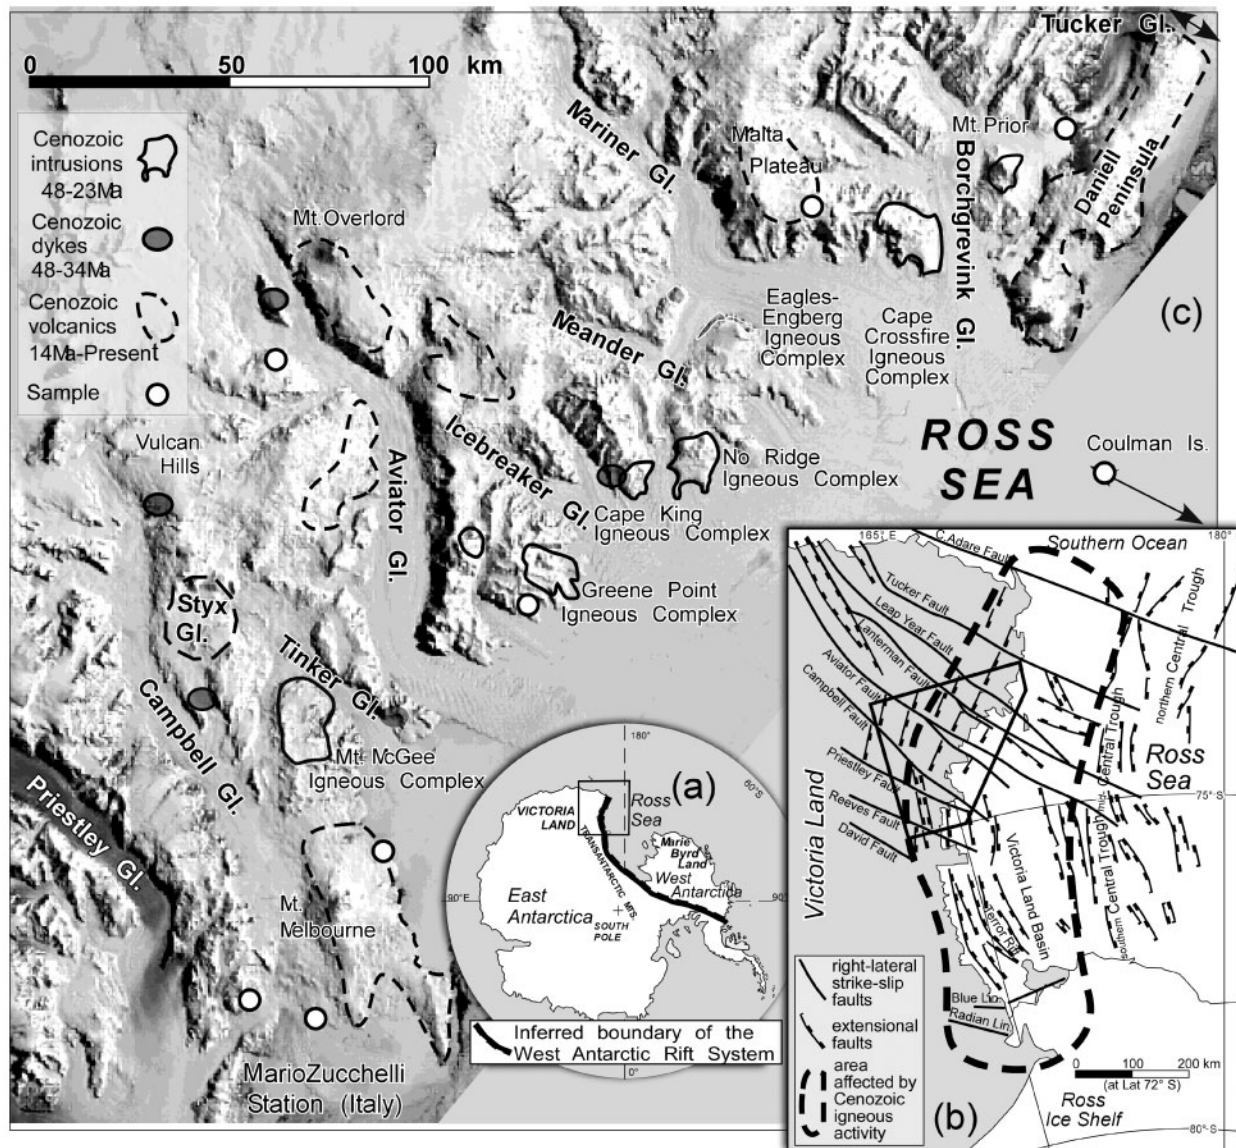 Tucker Gl.
0 50 100 km
Cenozoic
intrusions
48-23Ma
Cenozoic
dykes
48-34Ma
Cenozoic
volcanics
14Ma-Present
Sample
Mariner Gl.
Malta
Plateau
Mt. Prior
Borchgrevink Gl.
Daniell
Peninsula
Mt. Overlord
(c)
Eagles-
Engberg
Igneous
Complex
Cape
Crossfire
Igneous
Complex
Meander Gl.
Vulcan
Hills
Aviator Gl.
Icebreaker Gl.
No Ridge
Igneous Complex
ROSS
SEA
Coulman Is.
Cape King
Igneous Complex
Greene Point
Igneous Complex
Styx
Gl.
Tinker Gl.
Campbell Gl.
Mt. McGee
Igneous Complex
Priestley Gl.
Mt.
Melbourne
MarioZucchelli
Station (Italy)
180°
(a)
60°S
VICTORIA
LAND
Ross
Sea
TRANSANTARCTIC MTS.
Marie
Byrd
Land
West
Antarctica
90°E
90°
East
Antarctica
SOUTH
POLE
Inferred boundary of the
West Antarctic Rift System
0°
165° E
180°
Southern Ocean
C.Adare Fault
Tucker Fault
Leap Year Fault
Lanterman Fault
Aviator Fault
Campbell Fault
Priestley Fault
Reeves Fault
David Fault
northern Central Trough
mid-Central Trough
southern Central Trough
Ross
Sea
75° S
Victoria Land
Victoria Land Basin
Terror Rift
Blue Lin.
Radian Lin.
right-lateral
strike-slip
faults
extensional
faults
area
affected by
Cenozoic
igneous
activity
(b)
0 100 200 km
(at Lat 72° S)
Ross
Ice Shelf
80° S